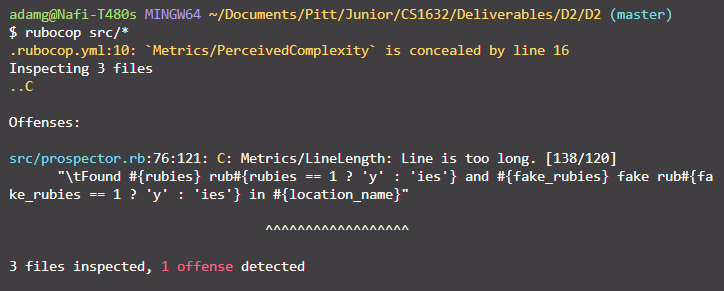 adamg@Nafi-T480s MINGW64 ~/Documents/Pitt/Junior/CS1632/Deliverables/D2/D2 (master)
$ rubocop src/*
.rubocop.yml:10: `Metrics/PerceivedComplexity` is concealed by line 16
Inspecting 3 files
..C
Offenses:
src/prospector.rb:76:121: C: Metrics/LineLength: Line is too long. [138/120]
      "\tFound #{rubies} rub#{rubies == 1 ? 'y' : 'ies'} and #{fake_rubies} fake rub#{fa
ke_rubies == 1 ? 'y' : 'ies'} in #{location_name}"
                                ^^^^^^^^^^^^^^^^^^
3 files inspected, 1 offense detected